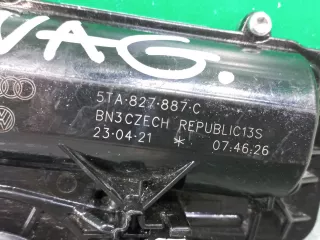 VAG.
5TA·827·887·C
BN3CZECH REPUBLIC13S
23·04·21 * 07:46:26